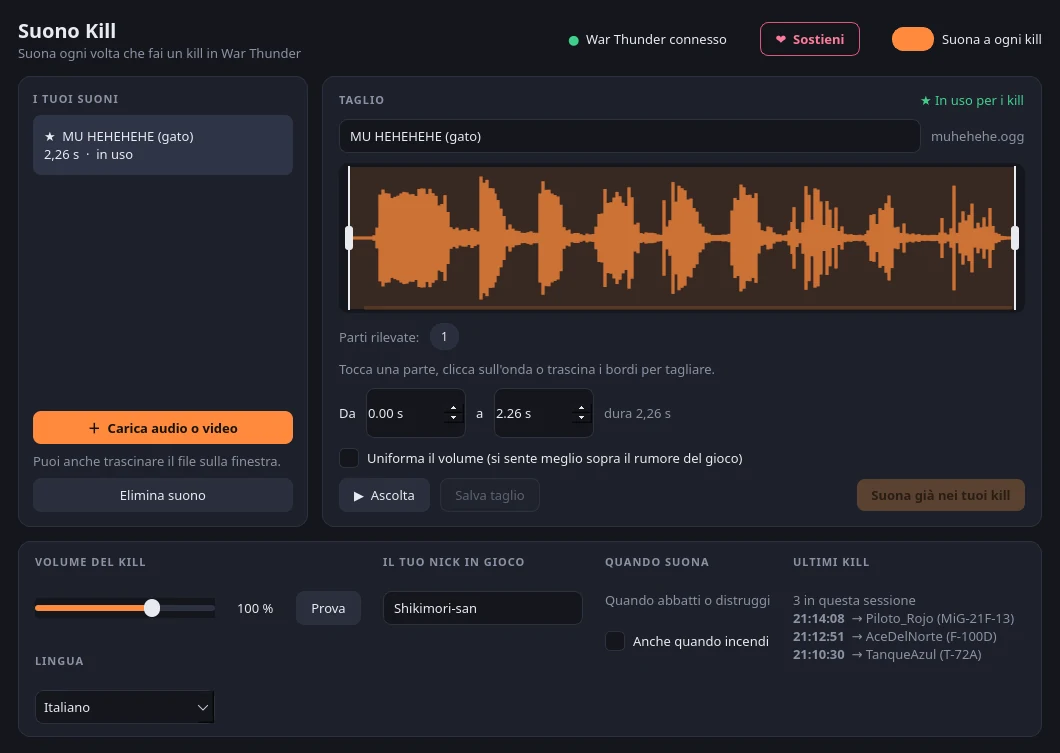 Suono Kill
Suona ogni volta che fai un kill in War Thunder
War Thunder connesso
❤ Sostieni
Suona a ogni kill
I TUOI SUONI
★ MU HEHEHEHE (gato)
2,26 s · in uso
+ Carica audio o video
Puoi anche trascinare il file sulla finestra.
Elimina suono
TAGLIO
★ In uso per i kill
MU HEHEHEHE (gato)
muhehehe.ogg
Parti rilevate: 1
Tocca una parte, clicca sull'onda o trascina i bordi per tagliare.
Da 0.00 s a 2.26 s dura 2,26 s
Uniforma il volume (si sente meglio sopra il rumore del gioco)
▶ Ascolta
Salva taglio
Suona già nei tuoi kill
VOLUME DEL KILL
100 %
Prova
LINGUA
Italiano
IL TUO NICK IN GIOCO
Shikimori-san
QUANDO SUONA
Quando abbatti o distruggi
Anche quando incendi
ULTIMI KILL
3 in questa sessione
21:14:08 → Piloto_Rojo (MiG-21F-13)
21:12:51 → AceDelNorte (F-100D)
21:10:30 → TanqueAzul (T-72A)